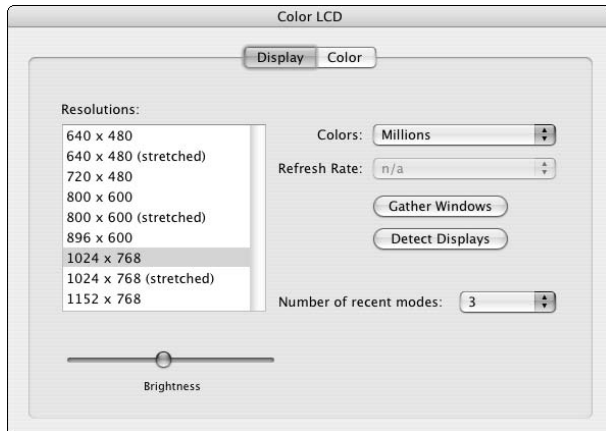 Color LCD
Display Color
Resolutions:
640 x 480
640 x 480 (stretched)
720 x 480
800 x 600
800 x 600 (stretched)
896 x 600
1024 x 768
1024 x 768 (stretched)
1152 x 768
Colors: Millions
Refresh Rate: n/a
Gather Windows
Detect Displays
Number of recent modes: 3
Brightness